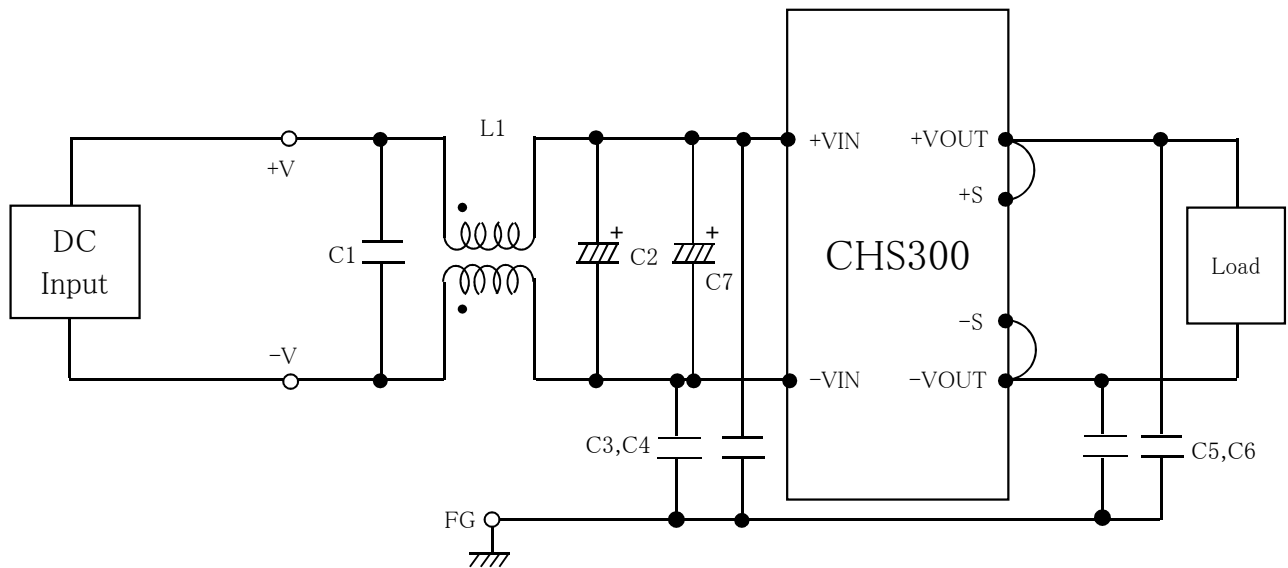 L1
+V
+VIN
+VOUT
+S
DC
Input
C1
+
C2
+
C7
CHS300
Load
−S
−V
−VIN
−VOUT
C3,C4
C5,C6
FG